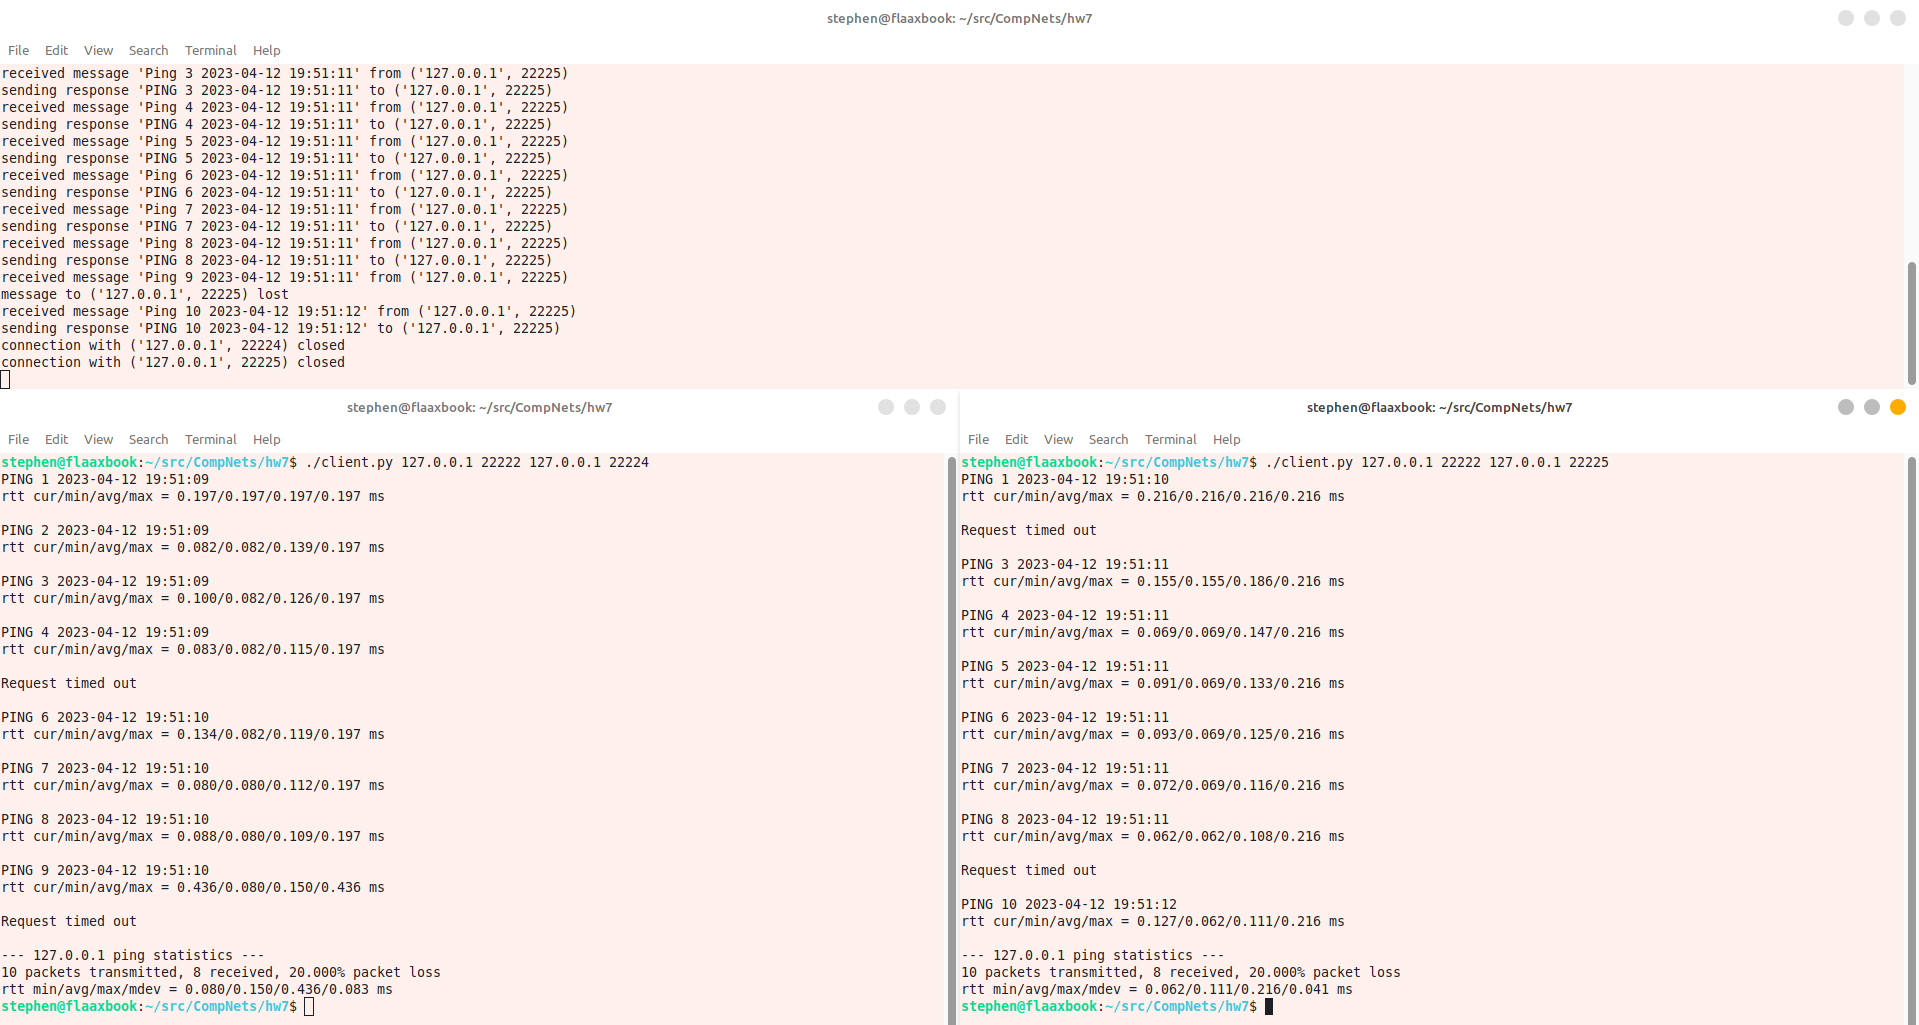 stephen@flaaxbook: ~/src/CompNets/hw7
File Edit View Search Terminal Help
received message 'Ping 3 2023-04-12 19:51:11' from ('127.0.0.1', 22225)
sending response 'PING 3 2023-04-12 19:51:11' to ('127.0.0.1', 22225)
received message 'Ping 4 2023-04-12 19:51:11' from ('127.0.0.1', 22225)
sending response 'PING 4 2023-04-12 19:51:11' to ('127.0.0.1', 22225)
received message 'Ping 5 2023-04-12 19:51:11' from ('127.0.0.1', 22225)
sending response 'PING 5 2023-04-12 19:51:11' to ('127.0.0.1', 22225)
received message 'Ping 6 2023-04-12 19:51:11' from ('127.0.0.1', 22225)
sending response 'PING 6 2023-04-12 19:51:11' to ('127.0.0.1', 22225)
received message 'Ping 7 2023-04-12 19:51:11' from ('127.0.0.1', 22225)
sending response 'PING 7 2023-04-12 19:51:11' to ('127.0.0.1', 22225)
received message 'Ping 8 2023-04-12 19:51:11' from ('127.0.0.1', 22225)
sending response 'PING 8 2023-04-12 19:51:11' to ('127.0.0.1', 22225)
received message 'Ping 9 2023-04-12 19:51:11' from ('127.0.0.1', 22225)
message to ('127.0.0.1', 22225) lost
received message 'Ping 10 2023-04-12 19:51:12' from ('127.0.0.1', 22225)
sending response 'PING 10 2023-04-12 19:51:12' to ('127.0.0.1', 22225)
connection with ('127.0.0.1', 22224) closed
connection with ('127.0.0.1', 22225) closed
stephen@flaaxbook: ~/src/CompNets/hw7
File Edit View Search Terminal Help
stephen@flaaxbook:~/src/CompNets/hw7$ ./client.py 127.0.0.1 22222 127.0.0.1 22224
PING 1 2023-04-12 19:51:09
rtt cur/min/avg/max = 0.197/0.197/0.197/0.197 ms
PING 2 2023-04-12 19:51:09
rtt cur/min/avg/max = 0.082/0.082/0.139/0.197 ms
PING 3 2023-04-12 19:51:09
rtt cur/min/avg/max = 0.100/0.082/0.126/0.197 ms
PING 4 2023-04-12 19:51:09
rtt cur/min/avg/max = 0.083/0.082/0.115/0.197 ms
Request timed out
PING 6 2023-04-12 19:51:10
rtt cur/min/avg/max = 0.134/0.082/0.119/0.197 ms
PING 7 2023-04-12 19:51:10
rtt cur/min/avg/max = 0.080/0.080/0.112/0.197 ms
PING 8 2023-04-12 19:51:10
rtt cur/min/avg/max = 0.088/0.080/0.109/0.197 ms
PING 9 2023-04-12 19:51:10
rtt cur/min/avg/max = 0.436/0.080/0.150/0.436 ms
Request timed out
--- 127.0.0.1 ping statistics ---
10 packets transmitted, 8 received, 20.000% packet loss
rtt min/avg/max/mdev = 0.080/0.150/0.436/0.083 ms
stephen@flaaxbook:~/src/CompNets/hw7$
stephen@flaaxbook: ~/src/CompNets/hw7
File Edit View Search Terminal Help
stephen@flaaxbook:~/src/CompNets/hw7$ ./client.py 127.0.0.1 22222 127.0.0.1 22225
PING 1 2023-04-12 19:51:10
rtt cur/min/avg/max = 0.216/0.216/0.216/0.216 ms
Request timed out
PING 3 2023-04-12 19:51:11
rtt cur/min/avg/max = 0.155/0.155/0.186/0.216 ms
PING 4 2023-04-12 19:51:11
rtt cur/min/avg/max = 0.069/0.069/0.147/0.216 ms
PING 5 2023-04-12 19:51:11
rtt cur/min/avg/max = 0.091/0.069/0.133/0.216 ms
PING 6 2023-04-12 19:51:11
rtt cur/min/avg/max = 0.093/0.069/0.125/0.216 ms
PING 7 2023-04-12 19:51:11
rtt cur/min/avg/max = 0.072/0.069/0.116/0.216 ms
PING 8 2023-04-12 19:51:11
rtt cur/min/avg/max = 0.062/0.062/0.108/0.216 ms
Request timed out
PING 10 2023-04-12 19:51:12
rtt cur/min/avg/max = 0.127/0.062/0.111/0.216 ms
--- 127.0.0.1 ping statistics ---
10 packets transmitted, 8 received, 20.000% packet loss
rtt min/avg/max/mdev = 0.062/0.111/0.216/0.041 ms
stephen@flaaxbook:~/src/CompNets/hw7$